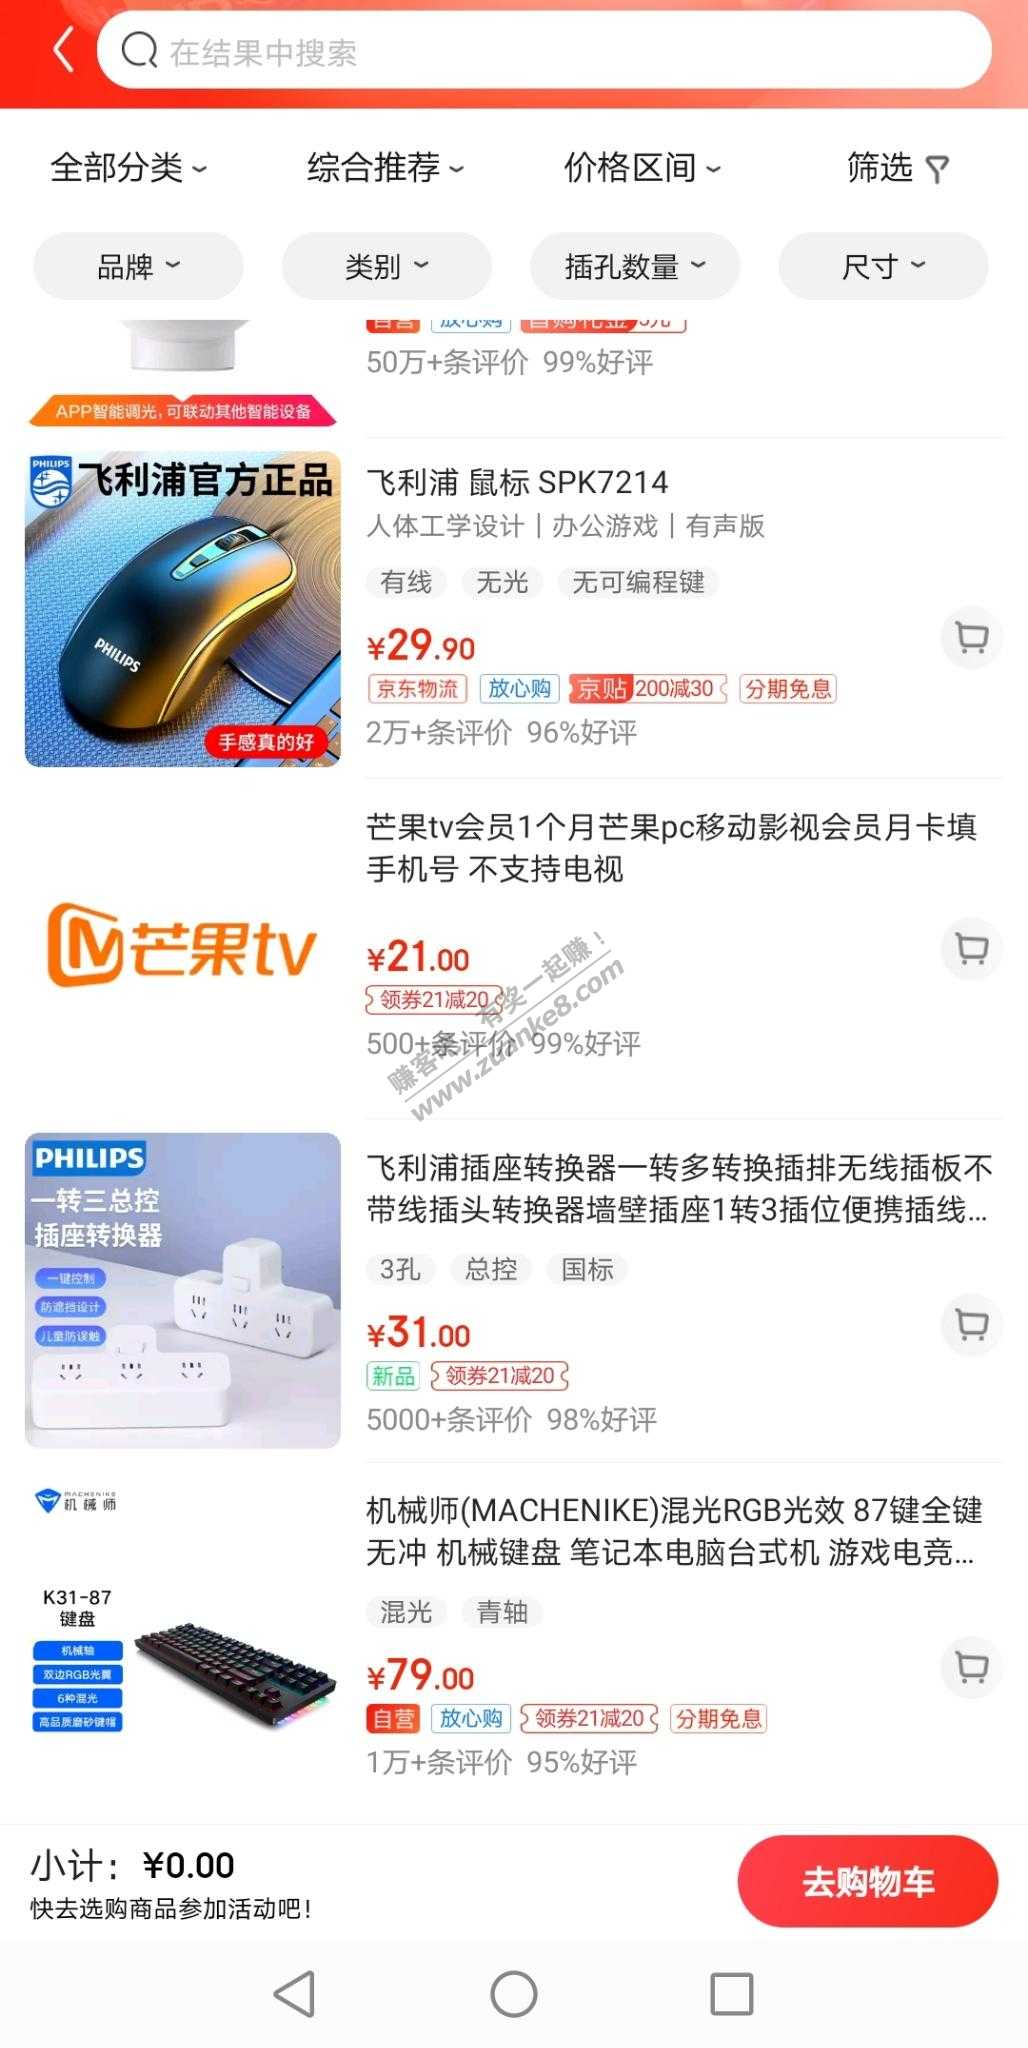 在结果中搜索
全部分类 综合推荐 价格区间 筛选
品牌 类别 插孔数量 尺寸
自营 放心购
50万+条评价 99%好评
APP智能调光，可联动其他智能设备
PHILIPS
飞利浦官方正品
PHILIPS
手感真的好
飞利浦 鼠标 SPK7214
人体工学设计｜办公游戏｜有声版
有线 无光 无可编程键
¥29.90
京东物流 放心购 京贴 200减30 分期免息
2万+条评价 96%好评
芒果tv
芒果tv会员1个月芒果pc移动影视会员月卡填
手机号 不支持电视
¥21.00
领券21减20
500+条评价 99%好评
有奖一起赚！
www.zuanke8.com
PHILIPS
一转三总控
插座转换器
一键控制
防遮挡设计
儿童防误触
飞利浦插座转换器一转多转换插排无线插板不
带线插头转换器墙壁插座1转3插位便携插线...
3孔 总控 国标
¥31.00
新品 领券21减20
5000+条评价 98%好评
MACHENIKE
机械师
K31-87
键盘
机械轴
双边RGB光翼
6种混光
高品质磨砂键帽
机械师(MACHENIKE)混光RGB光效 87键全键
无冲 机械键盘 笔记本电脑台式机 游戏电竞...
混光 青轴
¥79.00
自营 放心购 领券21减20 分期免息
1万+条评价 95%好评
小计：¥0.00
快去选购商品参加活动吧！
去购物车